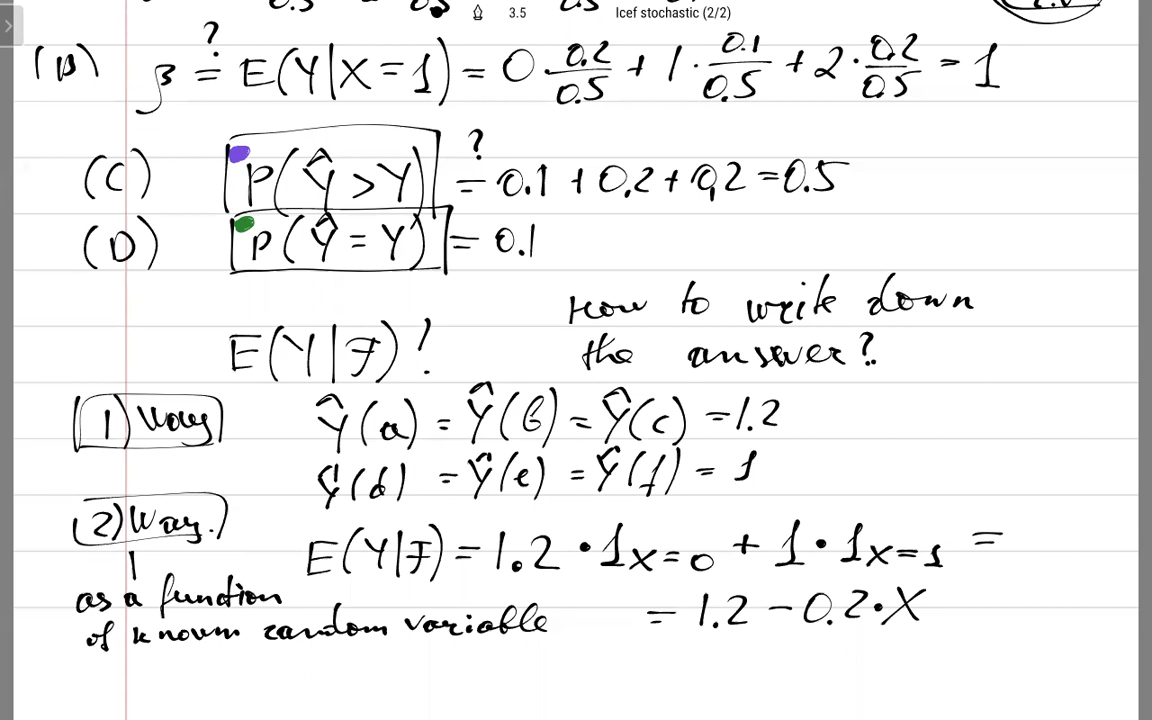 3.5 Icef stochastic (2/2)
(B) β ?= E(Y|X=1) = 0·0.2/0.5 + 1·0.1/0.5 + 2·0.2/0.5 = 1
(C) P(Ŷ > Y) ?= 0.1 + 0.2 + 0.2 = 0.5
(D) P(Ŷ = Y) = 0.1
E(Y|F)? How to write down
the answer?
1) Way Ŷ(a) = Ŷ(b) = Ŷ(c) = 1.2
Ŷ(d) = Ŷ(e) = Ŷ(f) = 1
2) Way. E(Y|F) = 1.2 · 1x=0 + 1 · 1x=1 =
as a function
of known random variable = 1.2 - 0.2·X